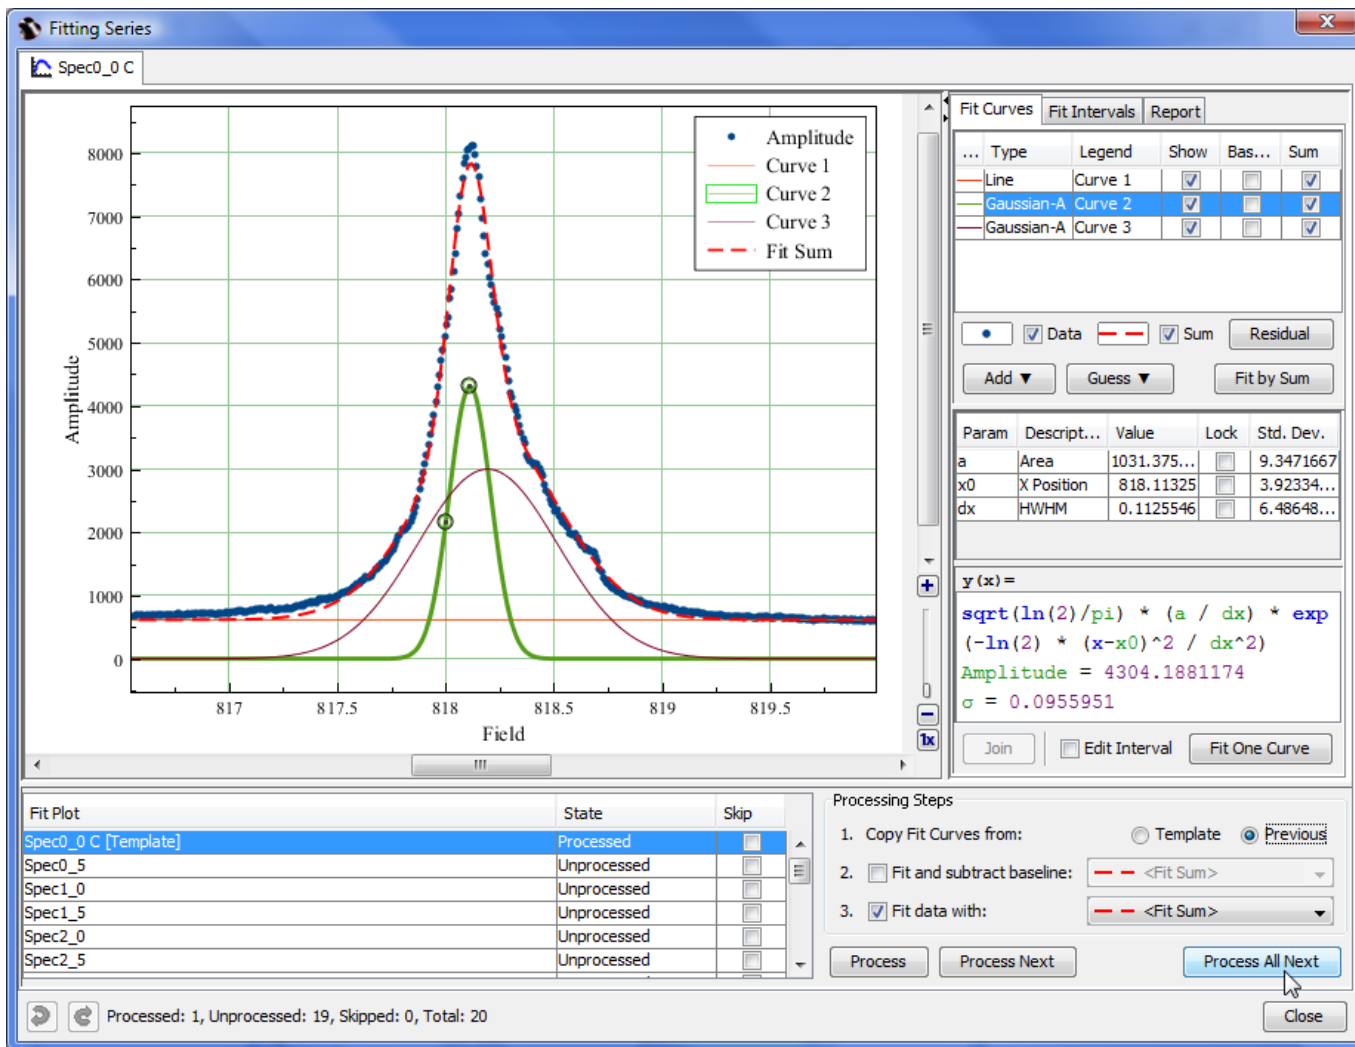 Fitting Series
Spec0_0 C
Amplitude
Curve 1
Curve 2
Curve 3
Fit Sum
8000
7000
6000
5000
4000
3000
2000
1000
0
Amplitude
817
817.5
818
818.5
819
819.5
Field
1x
Fit Curves Fit Intervals Report
... Type Legend Show Bas... Sum
Line Curve 1
Gaussian-A Curve 2
Gaussian-A Curve 3
Data Sum Residual
Add ▼ Guess ▼ Fit by Sum
Param Descript... Value Lock Std. Dev.
a Area 1031.375... 9.3471667
x0 X Position 818.11325 3.92334...
dx HWHM 0.1125546 6.48648...
y(x)=
sqrt(ln(2)/pi) * (a / dx) * exp
(-ln(2) * (x-x0)^2 / dx^2)
Amplitude = 4304.1881174
σ = 0.0955951
Join Edit Interval Fit One Curve
Fit Plot State Skip
Spec0_0 C [Template] Processed
Spec0_5 Unprocessed
Spec1_0 Unprocessed
Spec1_5 Unprocessed
Spec2_0 Unprocessed
Spec2_5 Unprocessed
Processing Steps
1. Copy Fit Curves from: Template Previous
2. Fit and subtract baseline: <Fit Sum>
3. Fit data with: <Fit Sum>
Process Process Next Process All Next
Processed: 1, Unprocessed: 19, Skipped: 0, Total: 20
Close